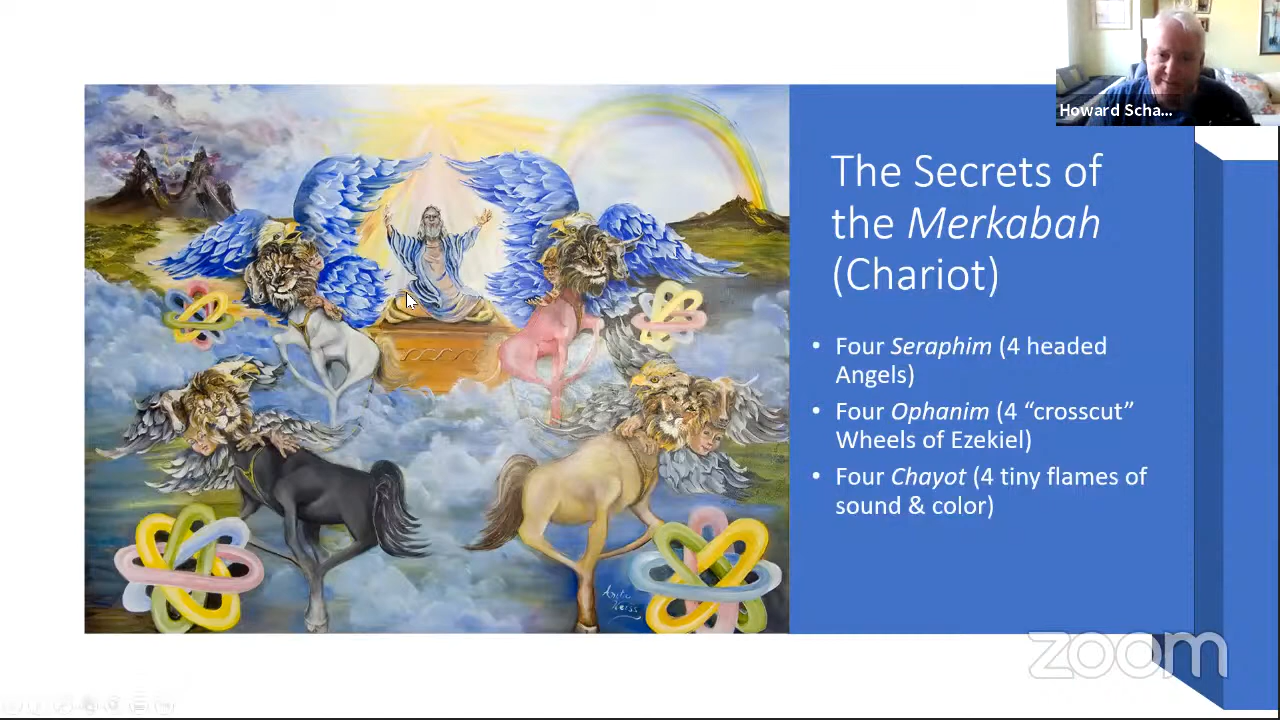 Howard Scha...
The Secrets of
the Merkabah
(Chariot)
• Four Seraphim (4 headed
Angels)
• Four Ophanim (4 “crosscut”
Wheels of Ezekiel)
• Four Chayot (4 tiny flames of
sound & color)
zoom